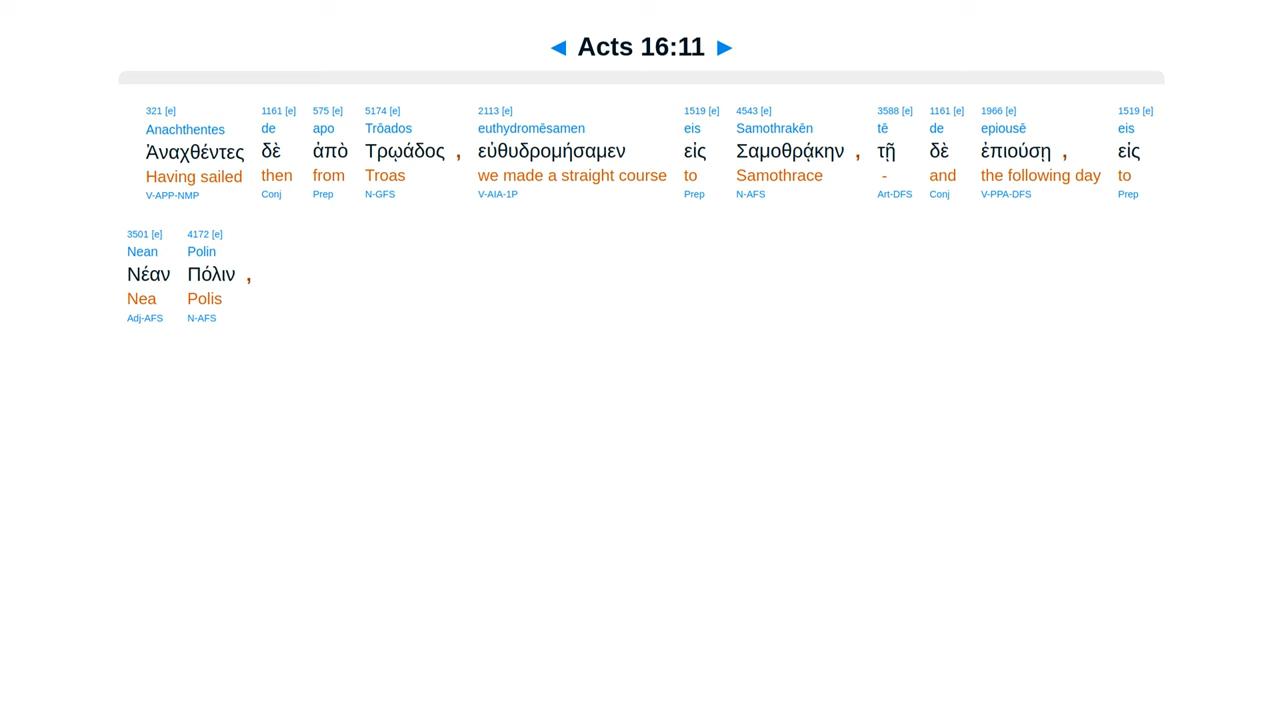 ◄ Acts 16:11 ►
321 [e] 1161 [e] 575 [e] 5174 [e] 2113 [e] 1519 [e] 4543 [e] 3588 [e] 1161 [e] 1966 [e] 1519 [e]
Anachthentes de apo Trōados euthydromēsamen eis Samothrakēn tē de epiousē eis
Ἀναχθέντες δὲ ἀπὸ Τρῳάδος , εὐθυδρομήσαμεν εἰς Σαμοθρᾴκην , τῇ δὲ ἐπιούσῃ , εἰς
Having sailed then from Troas we made a straight course to Samothrace - and the following day to
V-APP-NMP Conj Prep N-GFS V-AIA-1P Prep N-AFS Art-DFS Conj V-PPA-DFS Prep
3501 [e] 4172 [e]
Nean Polin
Νέαν Πόλιν ,
Nea Polis
Adj-AFS N-AFS